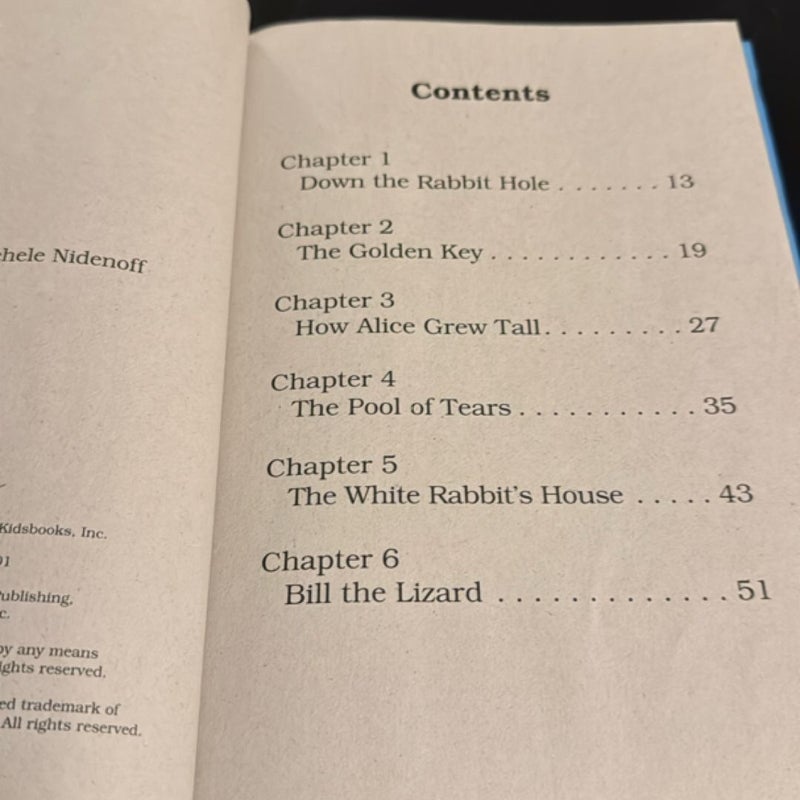 chele Nidenoff
Kidsbooks, Inc.
ublishing,
c.
by any means
ghts reserved.
ed trademark of
All rights reserved.
Contents
Chapter 1
Down the Rabbit Hole . . . . . . . 13
Chapter 2
The Golden Key . . . . . . . . . . . . 19
Chapter 3
How Alice Grew Tall. . . . . . . . . 27
Chapter 4
The Pool of Tears . . . . . . . . . . . 35
Chapter 5
The White Rabbit's House . . . . . 43
Chapter 6
Bill the Lizard . . . . . . . . . . . . . 51